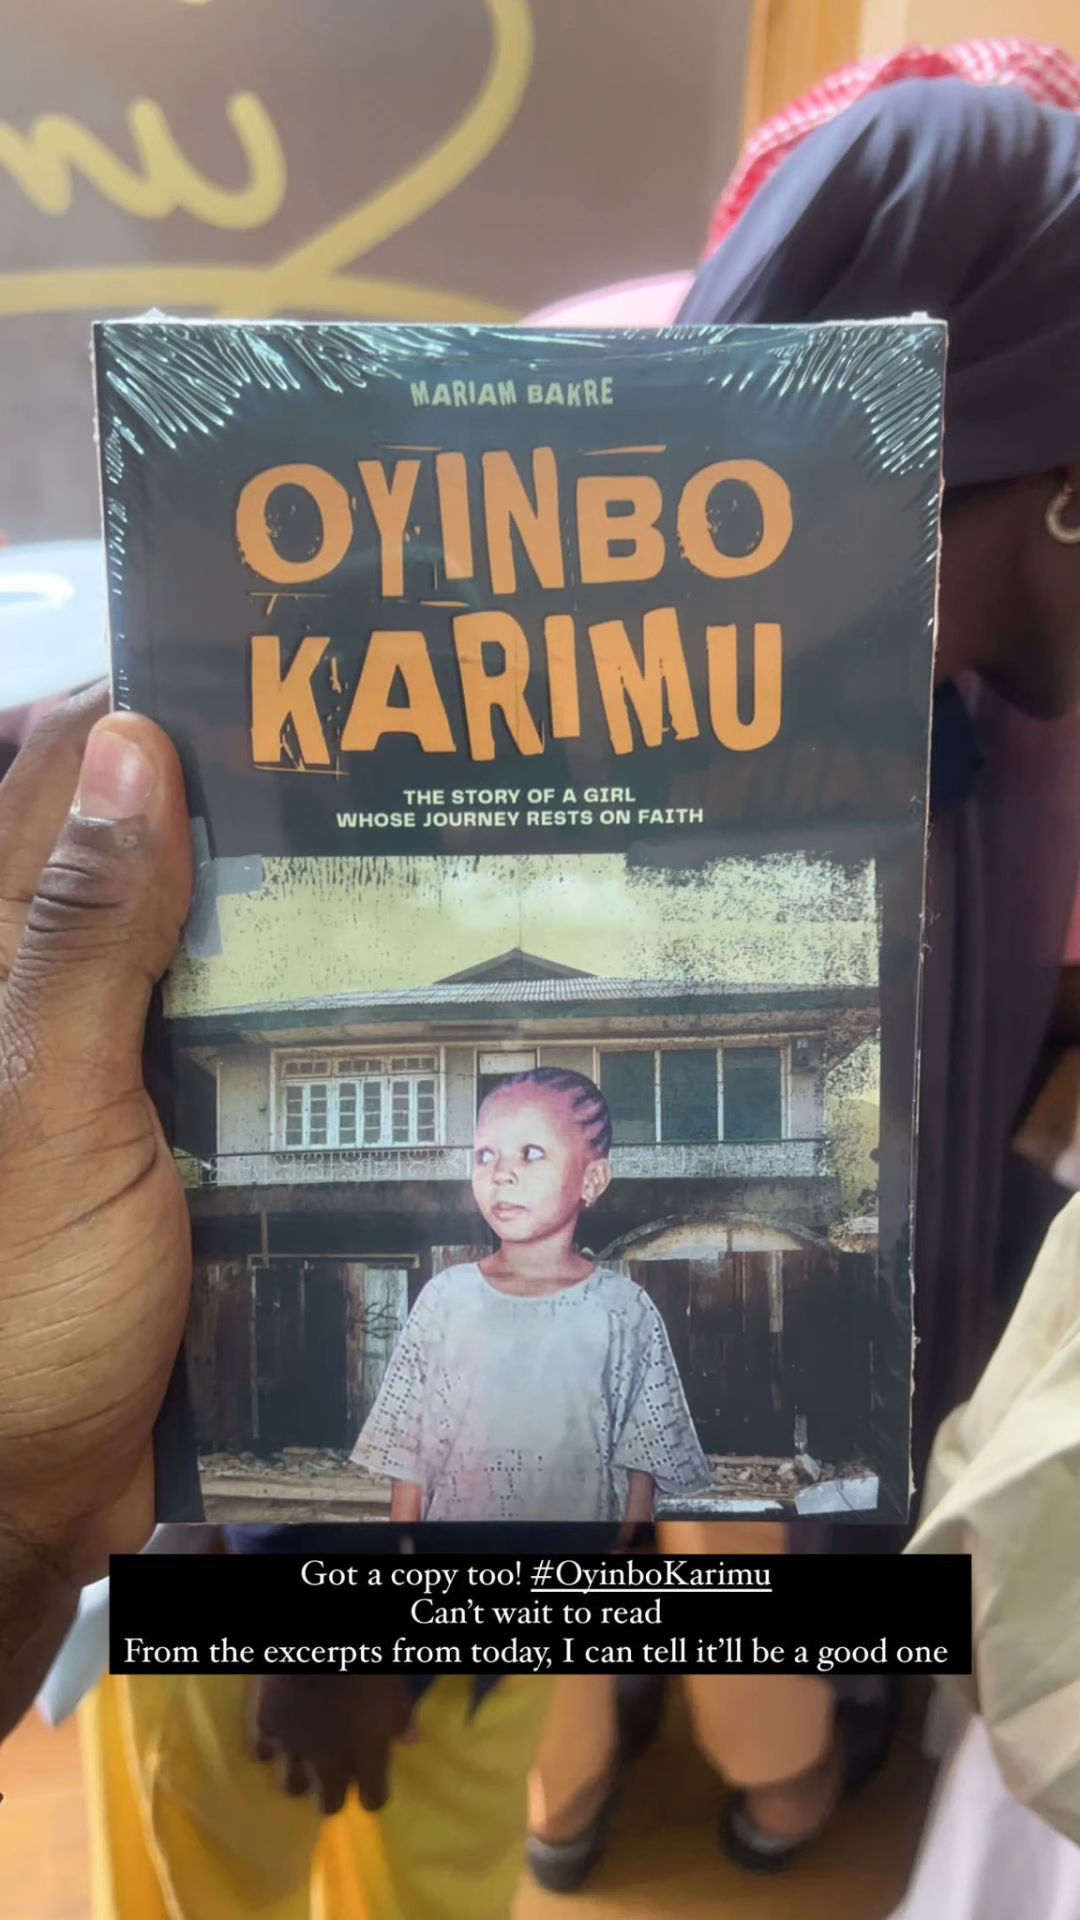 MARIAM BAKRE
OYINBO
KARIMU
THE STORY OF A GIRL
WHOSE JOURNEY RESTS ON FAITH
Got a copy too! #OyinboKarimu
Can’t wait to read
From the excerpts from today, I can tell it’ll be a good one